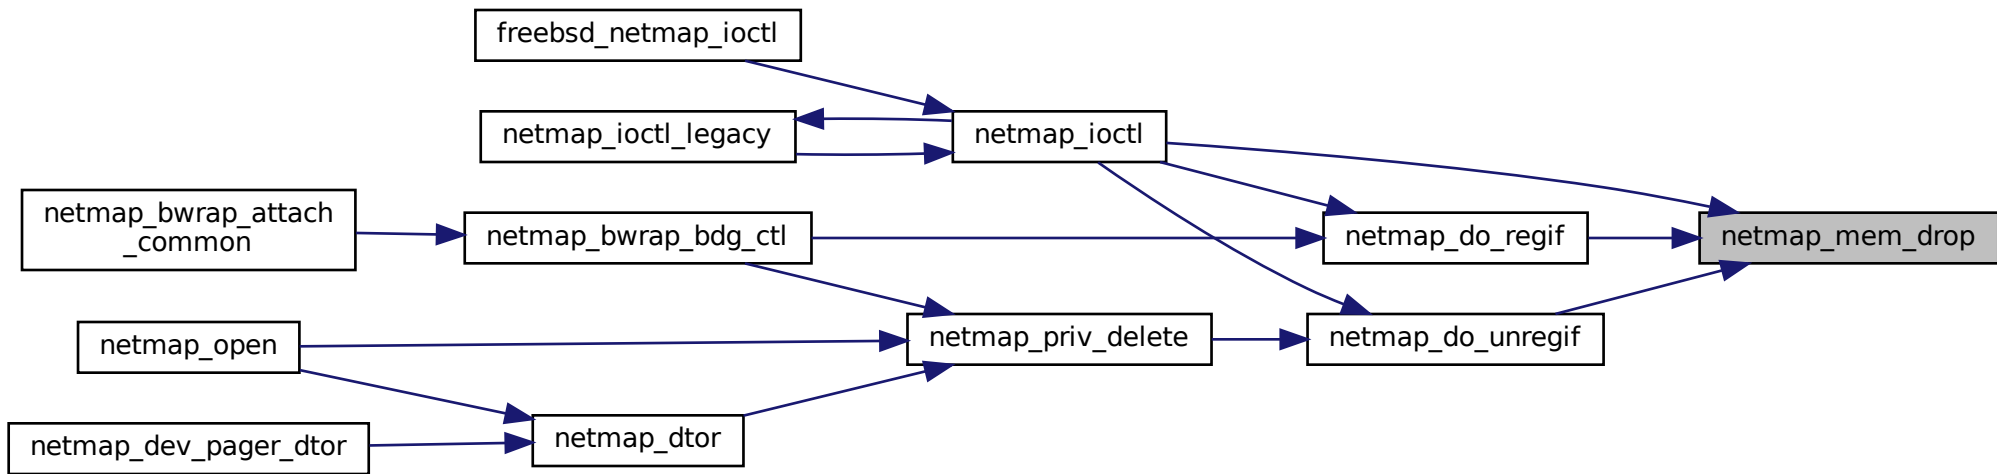 freebsd_netmap_ioctl
netmap_ioctl_legacy
netmap_ioctl
netmap_bwrap_attach
_common
netmap_bwrap_bdg_ctl
netmap_do_regif
netmap_mem_drop
netmap_open
netmap_priv_delete
netmap_do_unregif
netmap_dev_pager_dtor
netmap_dtor